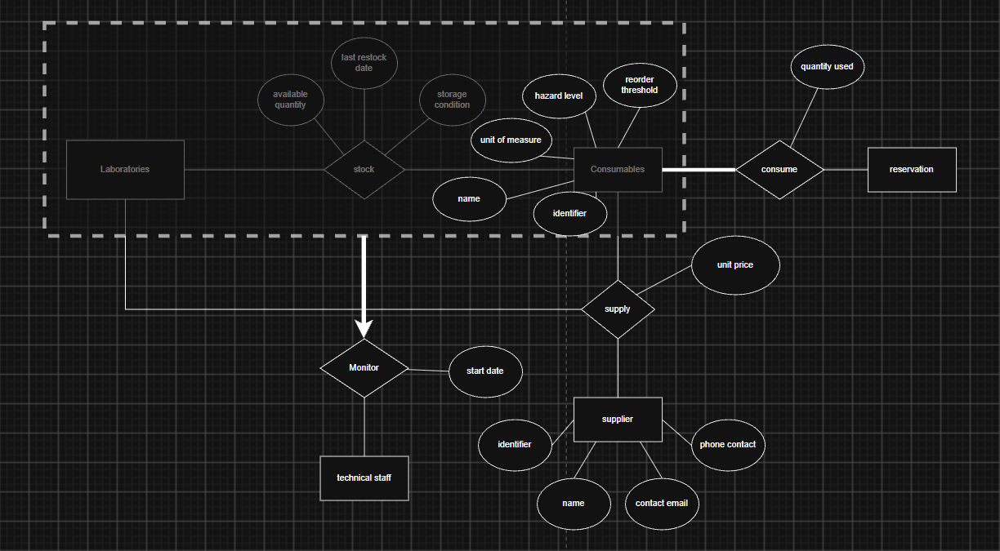 last restock
date
quantity used
reorder
threshold
available
quantity
storage
condition
hazard level
unit of measure
Laboratories
stock
Consumables
consume
reservation
name
identifier
unit price
supply
Monitor
start date
supplier
identifier
phone contact
technical staff
name
contact email